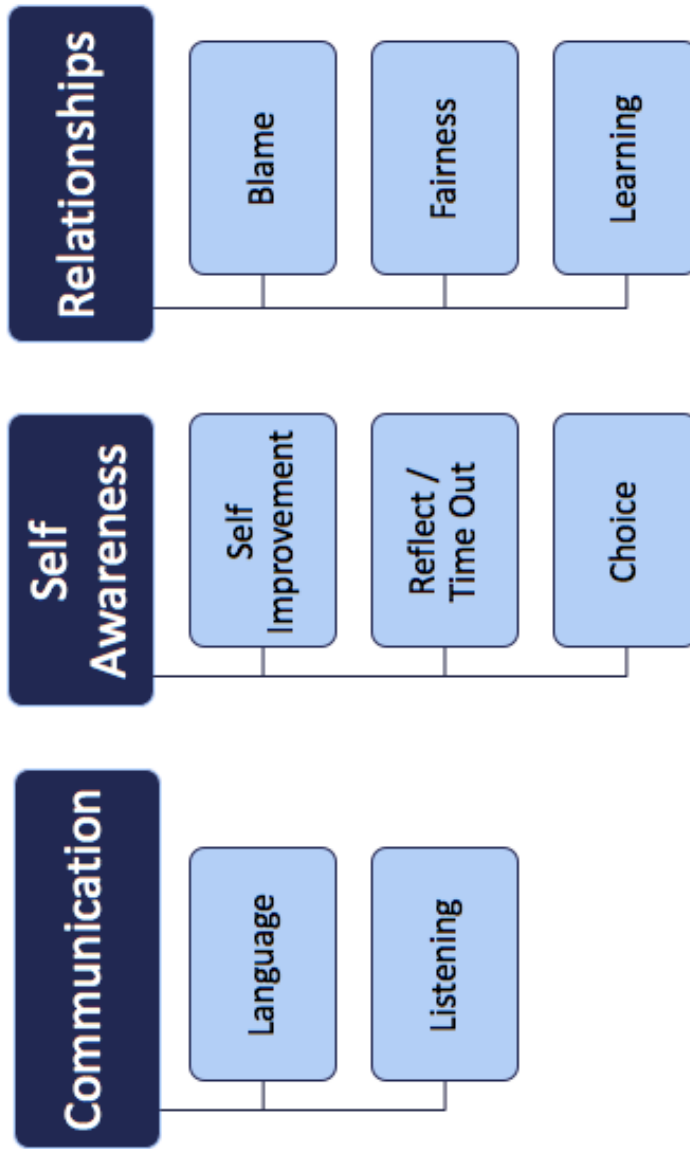 Communication
Language
Listening
Self
Awareness
Self
Improvement
Reflect /
Time Out
Choice
Relationships
Blame
Fairness
Learning